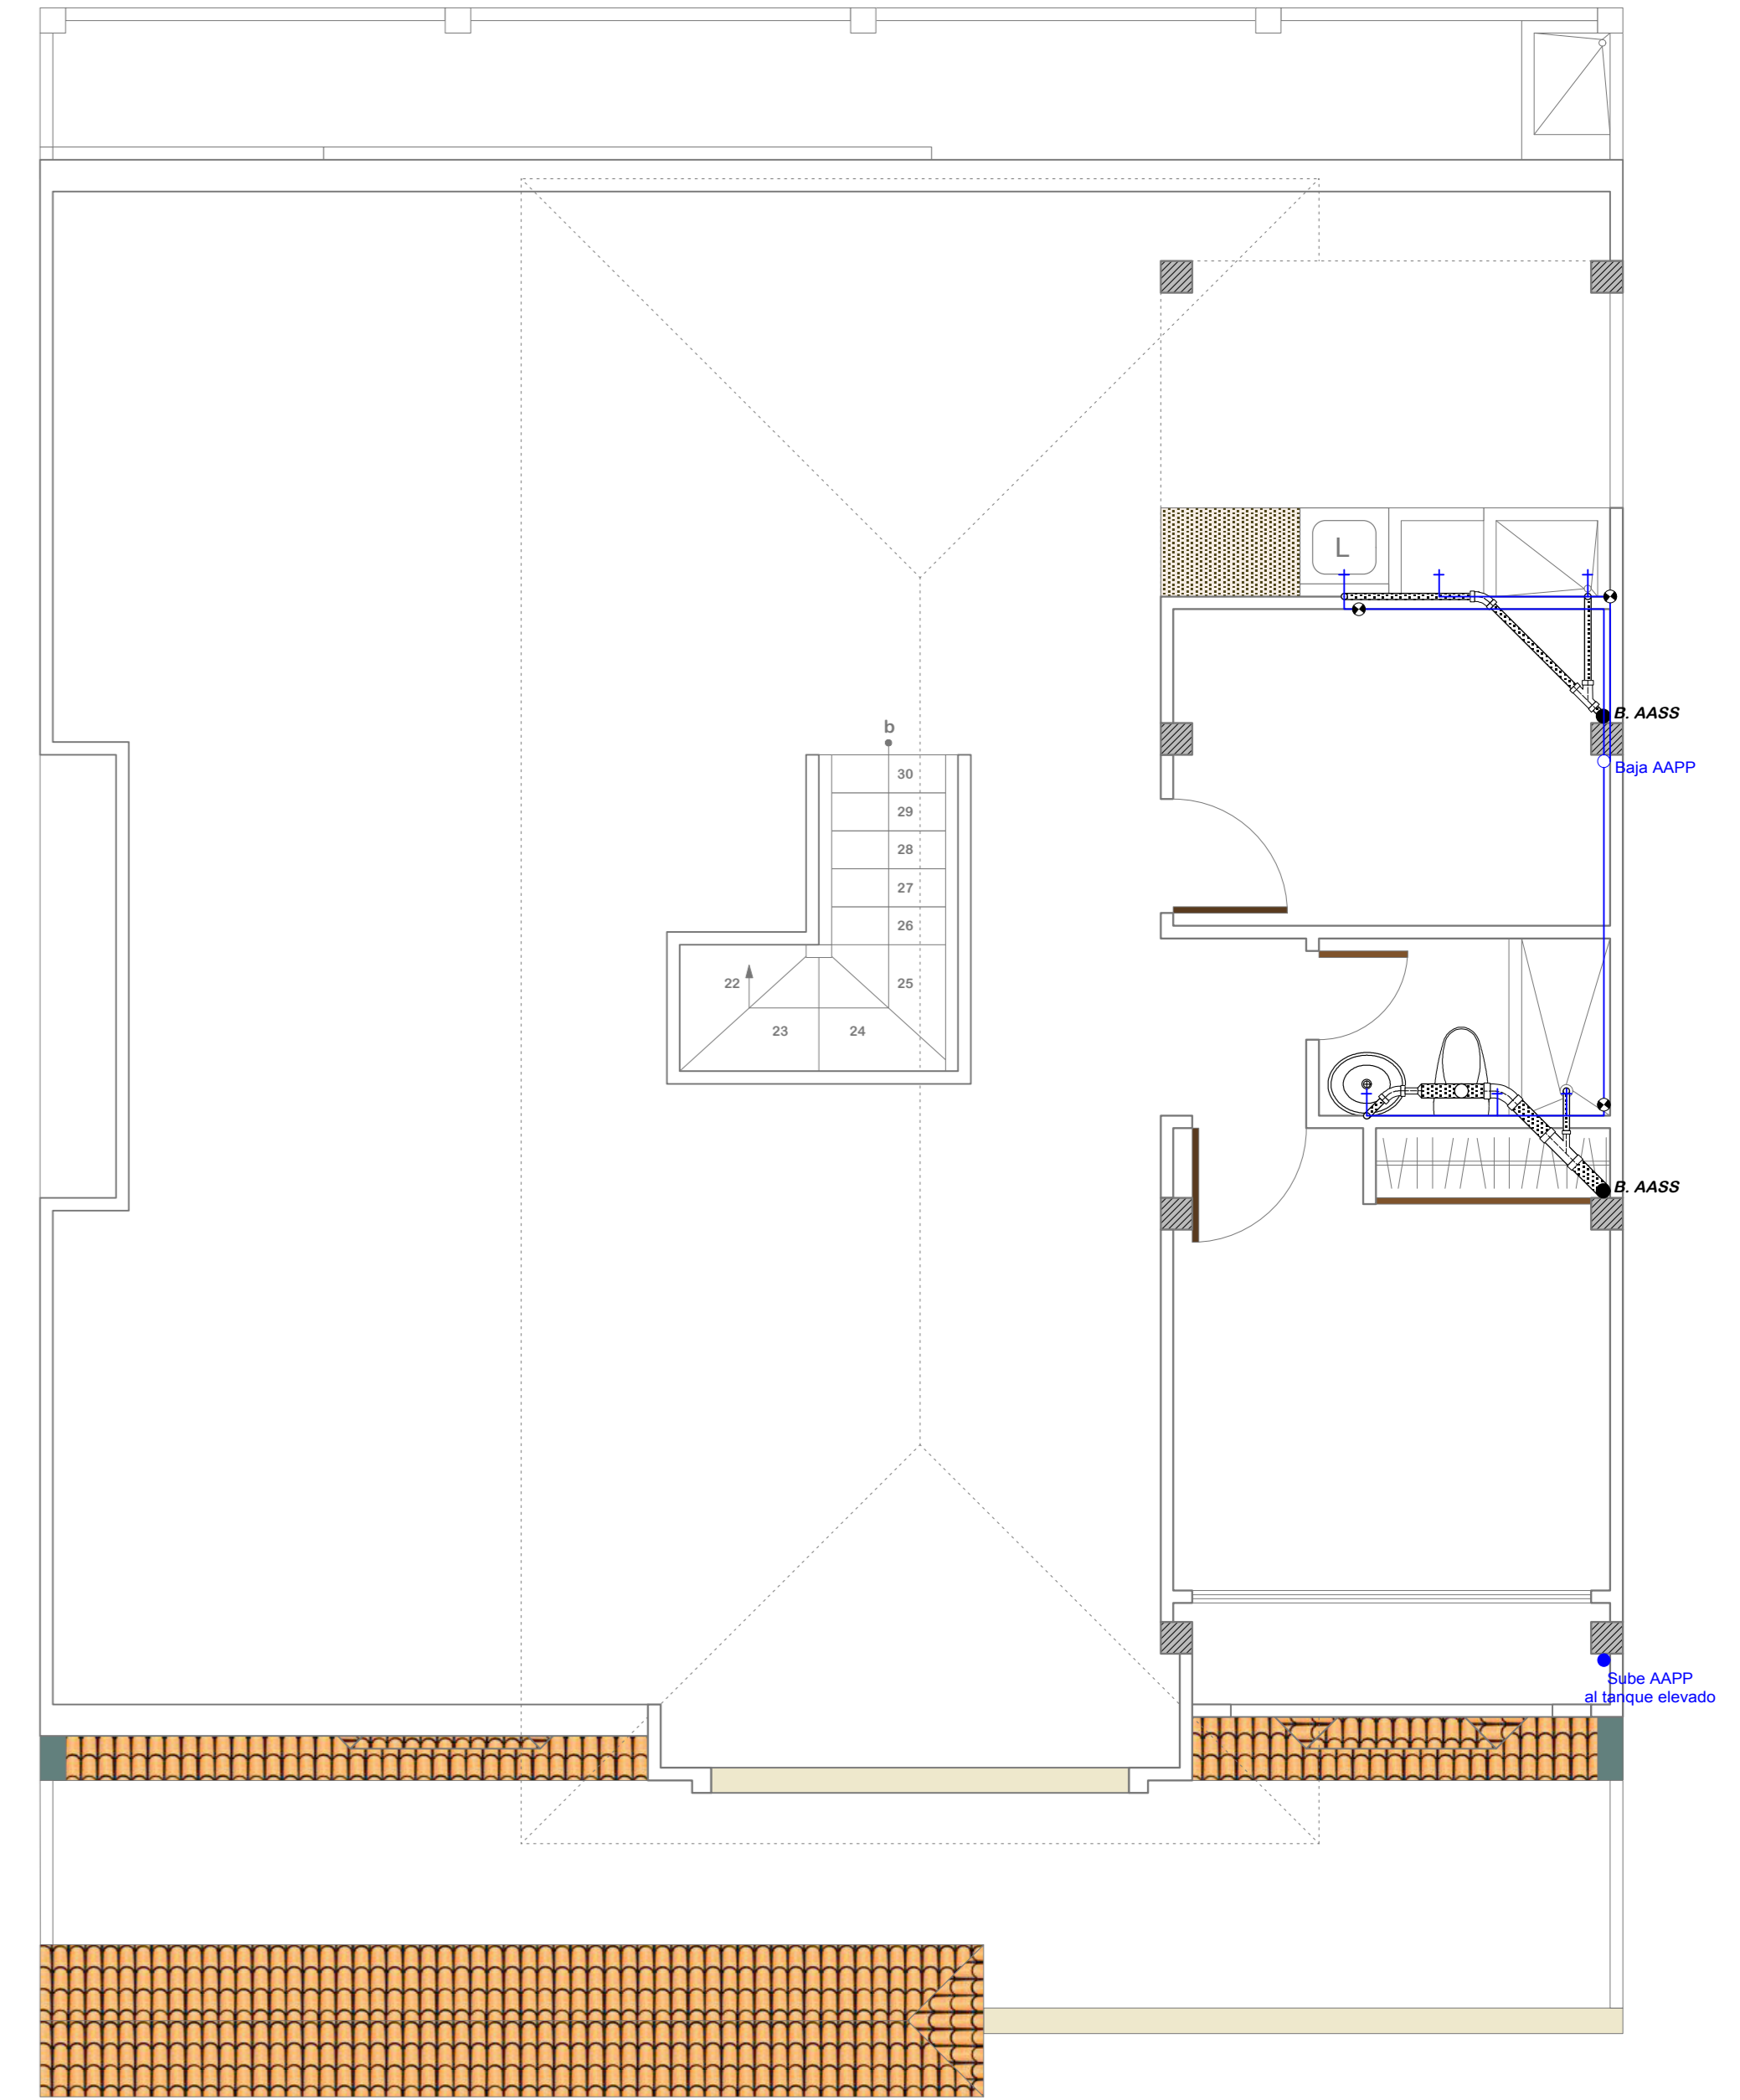 L
B. AASS
b
Baja AAPP
30
29
28
27
26
22
25
23
24
B. AASS
Sube AAPP
al tanque elevado